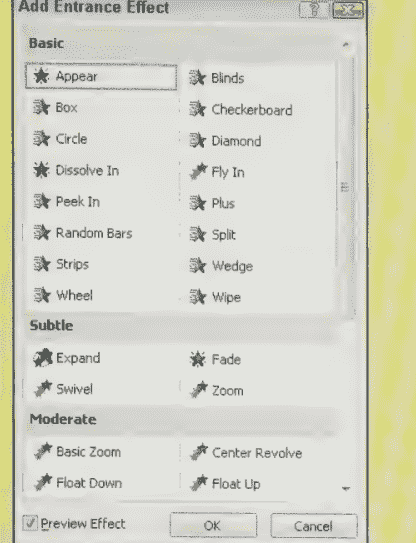 Add Entrance Effect
Basic
Appear
Blinds
Box
Checkerboard
Circle
Diamond
Dissolve In
Fly In
Peek In
Plus
Random Bars
Split
Strips
Wedge
Wheel
Wipe
Subtle
Expand
Fade
Swivel
Zoom
Moderate
Basic Zoom
Center Revolve
Float Down
Float Up
Preview Effect
OK
Cancel